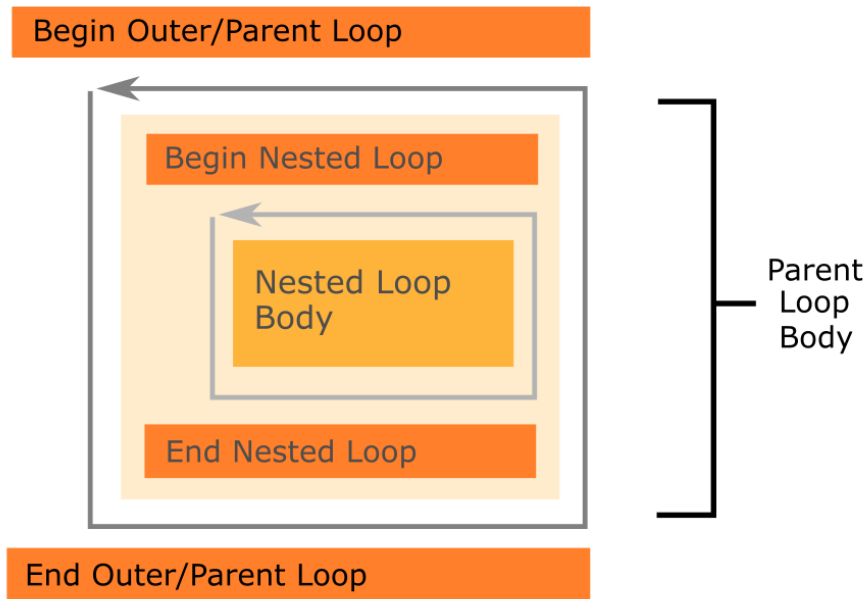 Begin Outer/Parent Loop
Begin Nested Loop
Nested Loop
Body
End Nested Loop
Parent
Loop
Body
End Outer/Parent Loop